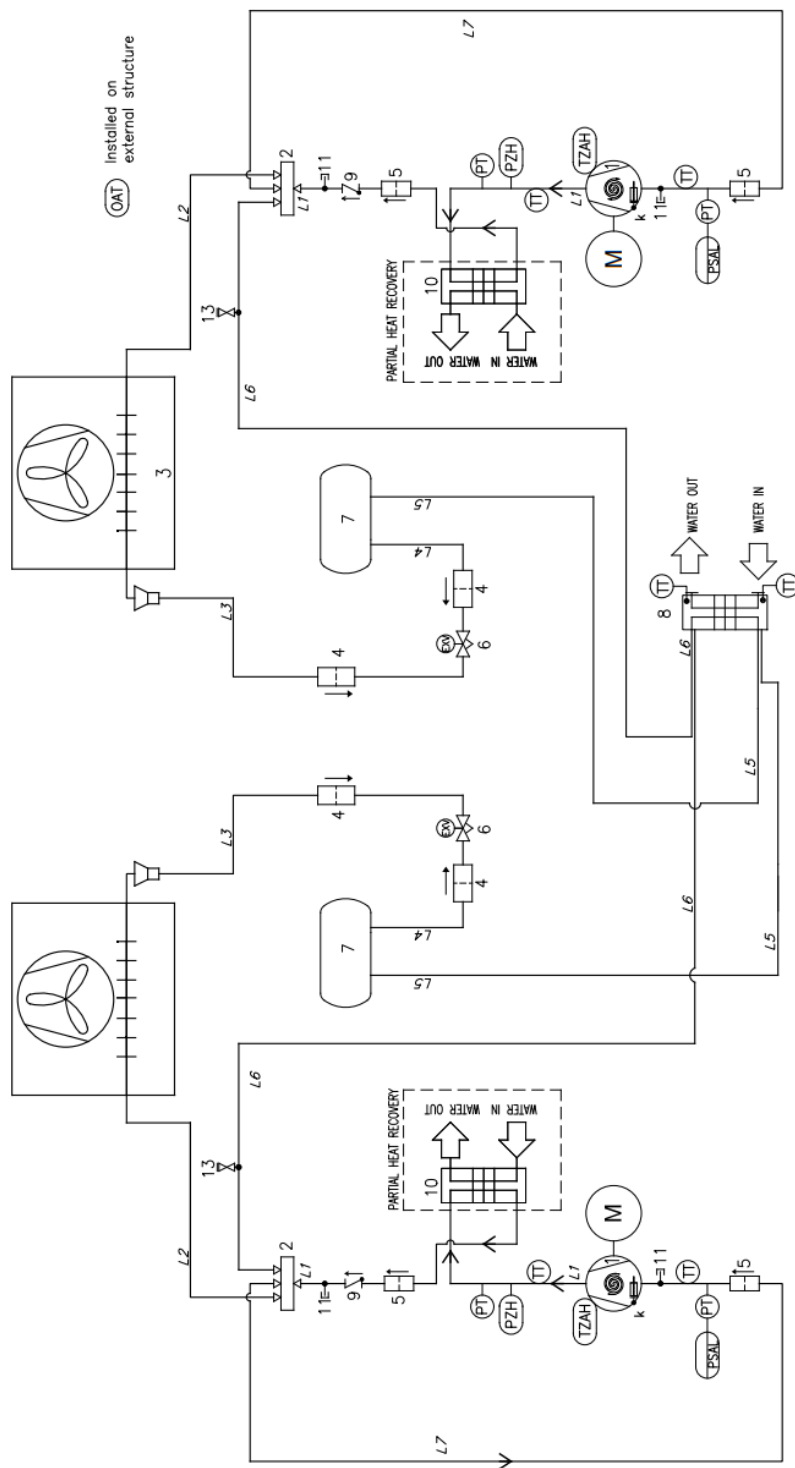 OAT
Installed on
external structure
L7
L2
L2
L6
L6
13
13
2
2
L1
L1
11
11
9
9
5
5
3
L3
L3
4
4
7
7
L4
L4
L5
L5
EXV
EXV
6
6
4
4
PARTIAL HEAT RECOVERY
PARTIAL HEAT RECOVERY
10
10
WATER IN
WATER OUT
WATER IN
WATER OUT
PT
PT
PZH
PZH
TT
TT
L1
L1
TZAH
TZAH
1
1
M
M
k
k
11
11
TT
TT
PT
PT
PSAL
PSAL
5
5
L7
L6
L6
L5
L5
8
TT
TT
WATER OUT
WATER IN